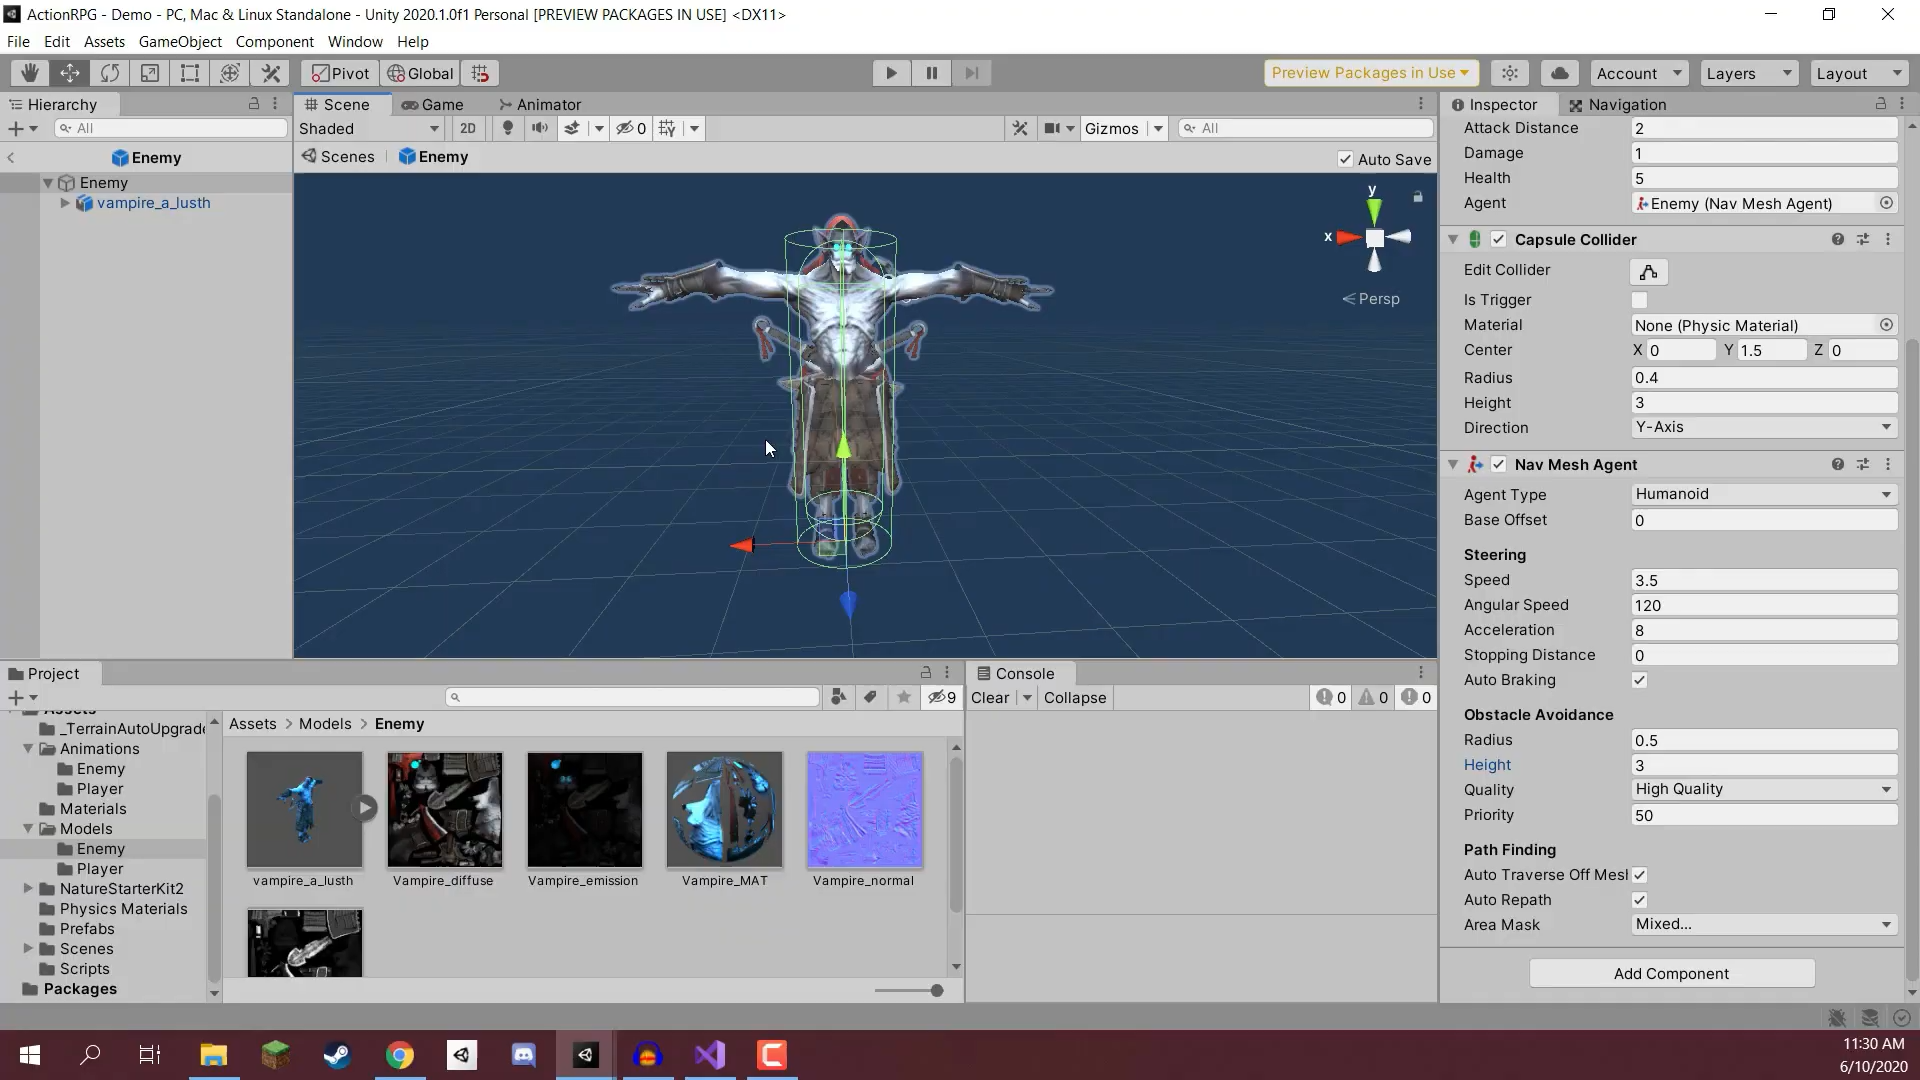 ActionRPG - Demo - PC, Mac & Linux Standalone - Unity 2020.1.0f1 Personal [PREVIEW PACKAGES IN USE] <DX11>
File Edit Assets GameObject Component Window Help
Pivot Global Preview Packages in Use Account Layers Layout
Hierarchy
All
Enemy
Enemy
vampire_a_lusth
Scene Game Animator
Shaded 2D 0 Gizmos All
Scenes Enemy Auto Save
y
x
Persp
Inspector Navigation
Attack Distance 2
Damage 1
Health 5
Agent Enemy (Nav Mesh Agent)
Capsule Collider
Edit Collider
Is Trigger
Material None (Physic Material)
Center X 0 Y 1.5 Z 0
Radius 0.4
Height 3
Direction Y-Axis
Nav Mesh Agent
Agent Type Humanoid
Base Offset 0
Steering
Speed 3.5
Angular Speed 120
Acceleration 8
Stopping Distance 0
Auto Braking
Obstacle Avoidance
Radius 0.5
Height 3
Quality High Quality
Priority 50
Path Finding
Auto Traverse Off Mesl
Auto Repath
Area Mask Mixed...
Add Component
Project
9
Assets
_TerrainAutoUpgrade
Animations
Enemy
Player
Materials
Models
Enemy
Player
NatureStarterKit2
Physics Materials
Prefabs
Scenes
Scripts
Packages
Assets > Models > Enemy
vampire_a_lusth Vampire_diffuse Vampire_emission Vampire_MAT Vampire_normal
Console
Clear Collapse 0 0 0
11:30 AM
6/10/2020